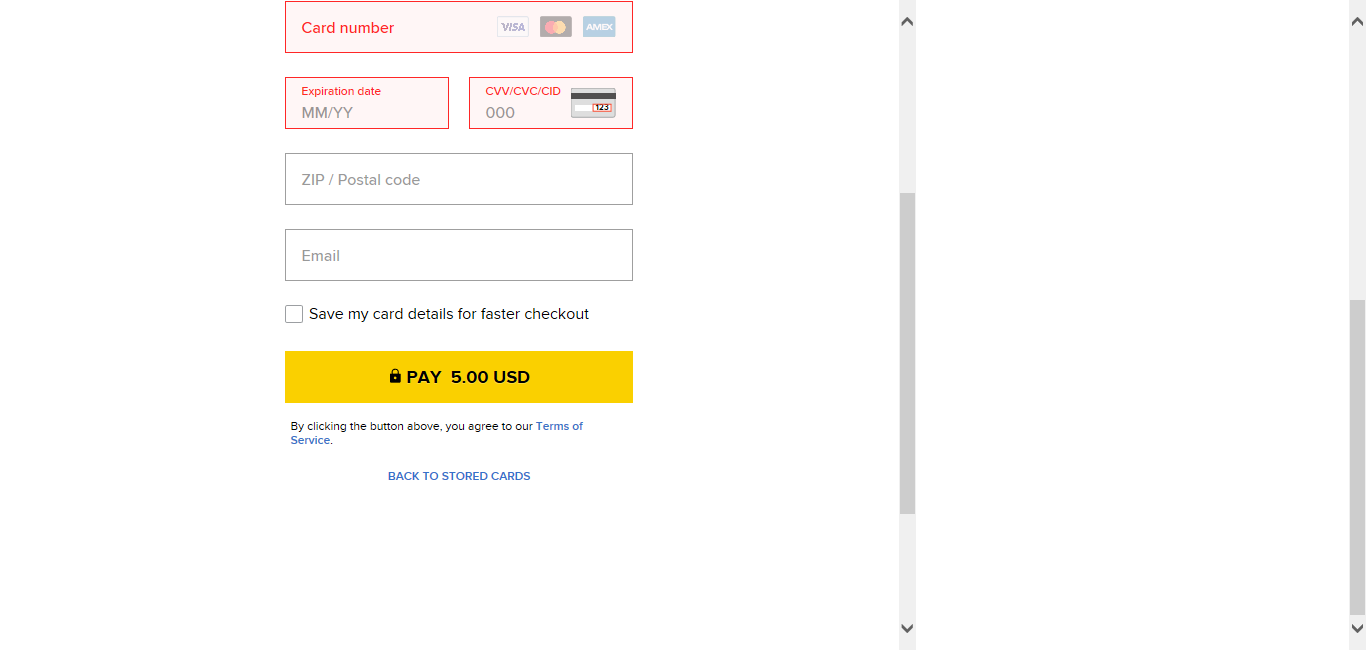 Card number VISA AMEX
Expiration date CVV/CVC/CID
MM/YY 000 123
ZIP / Postal code
Email
Save my card details for faster checkout
PAY 5.00 USD
By clicking the button above, you agree to our Terms of
Service.
BACK TO STORED CARDS